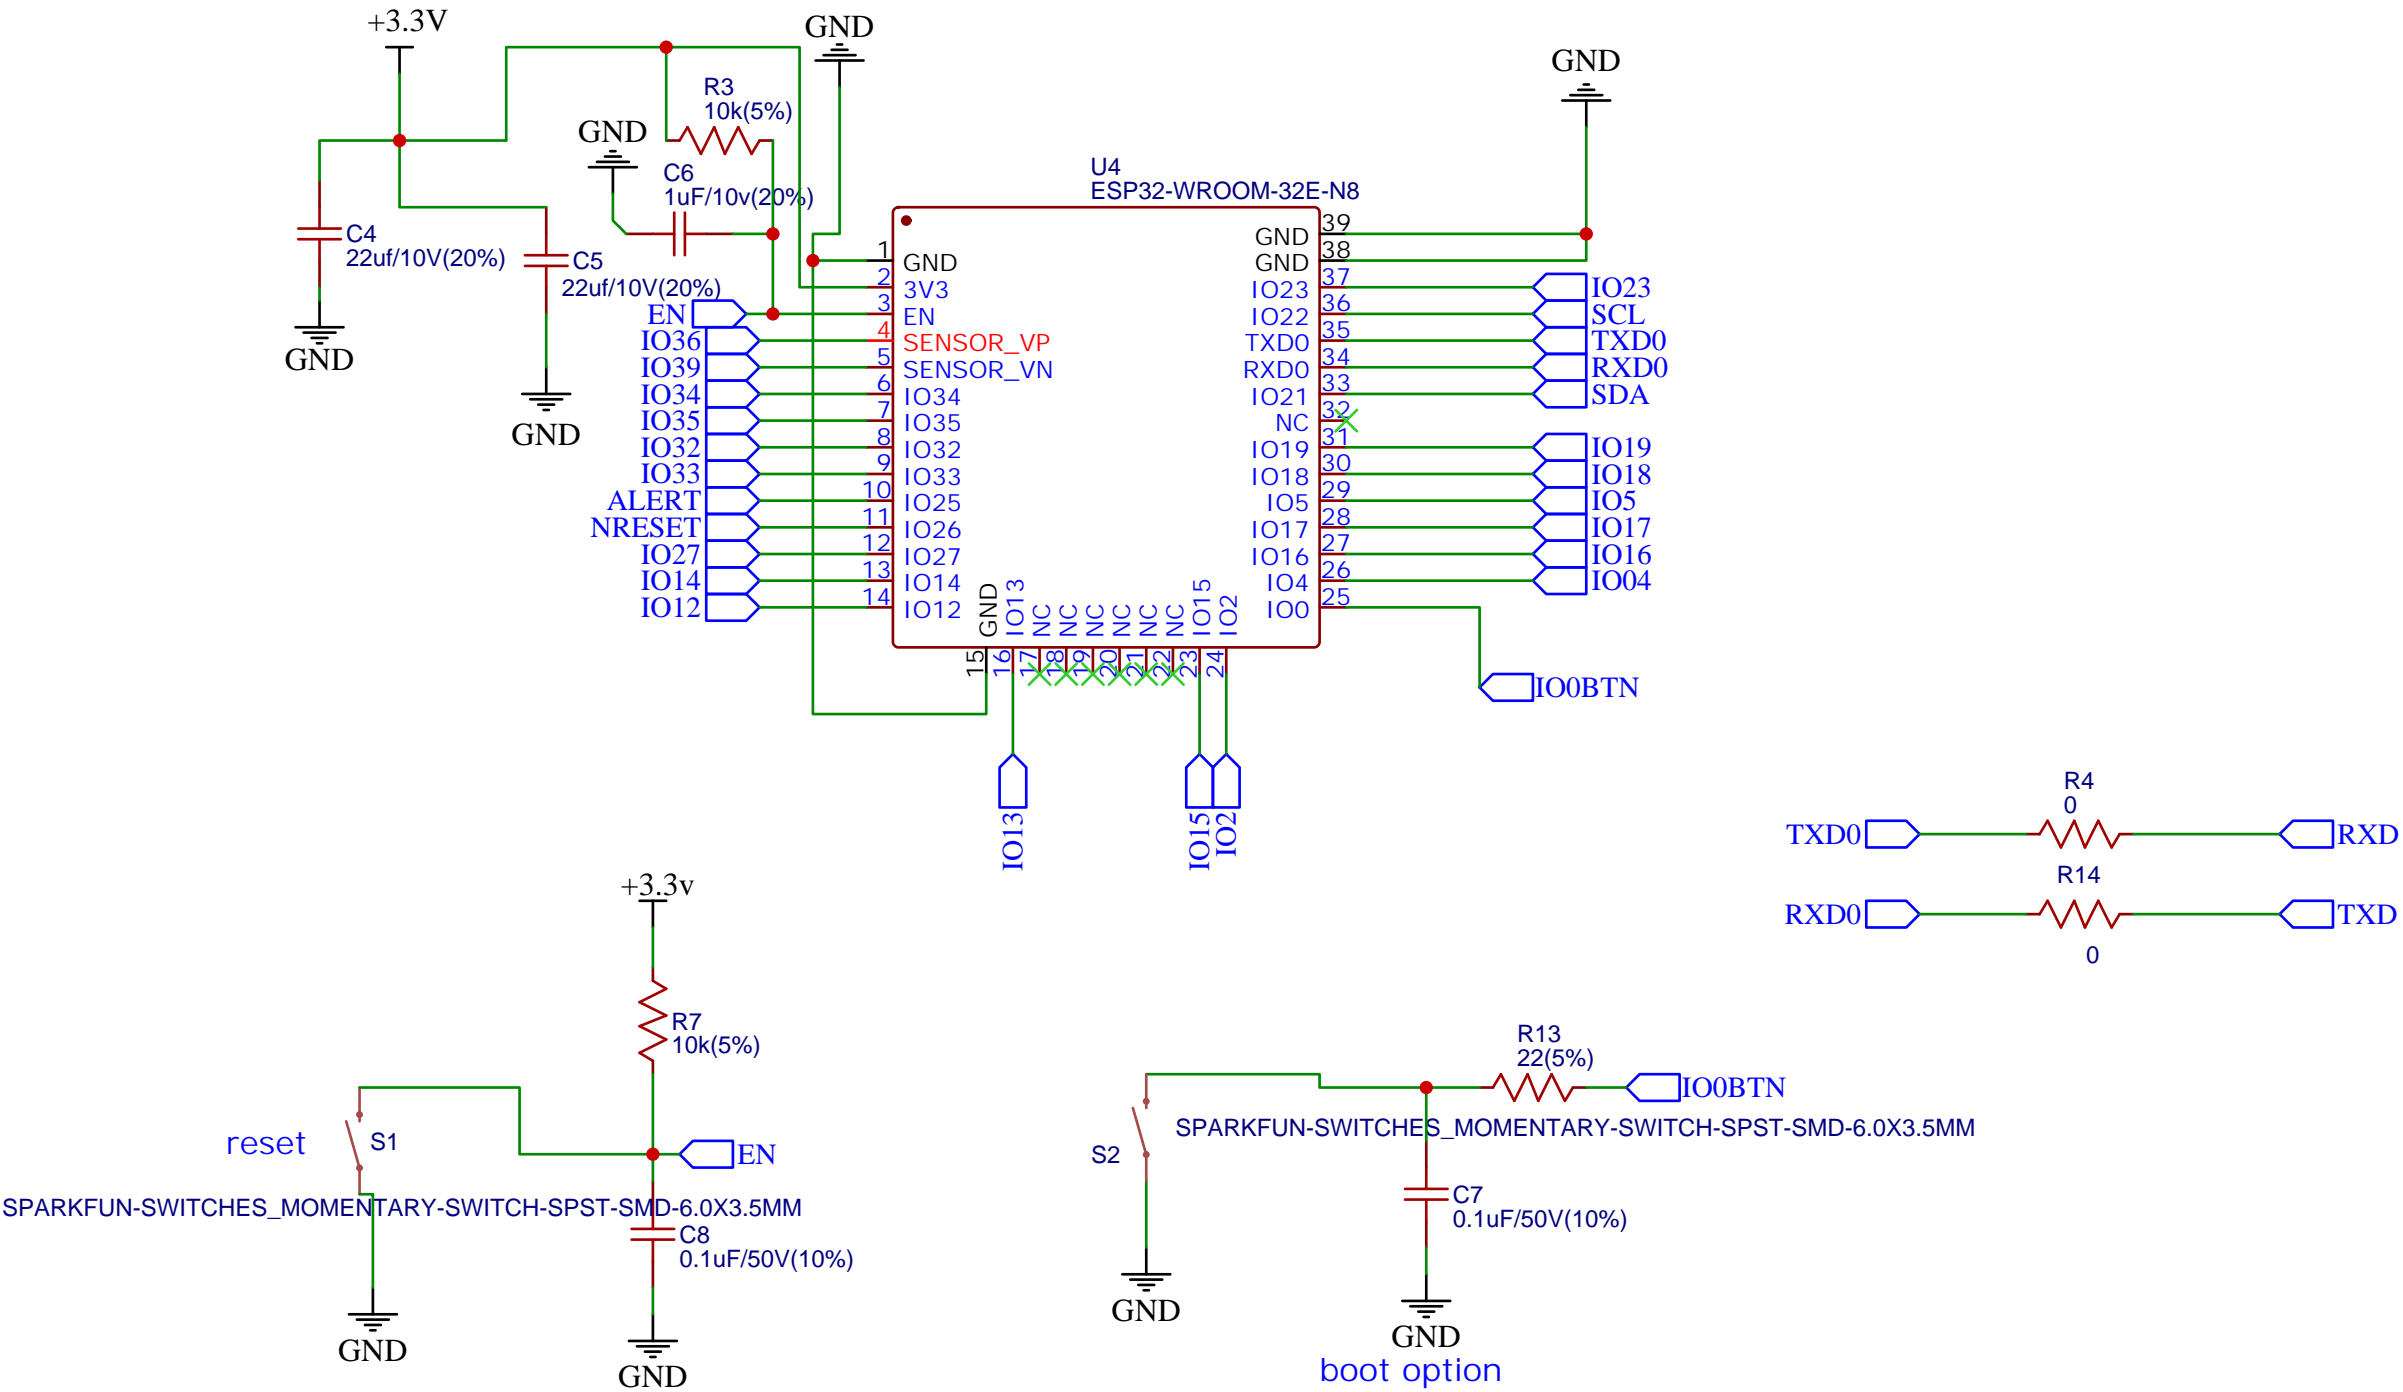 +3.3V
GND
GND
R3
10k(5%)
GND
C6
1uF/10v(20%)
U4
ESP32-WROOM-32E-N8
C4
22uf/10V(20%)
GND
C5
22uf/10V(20%)
GND
EN
IO36
IO39
IO34
IO35
IO32
IO33
ALERT
NRESET
IO27
IO14
IO12
1 GND
2 3V3
3 EN
4 SENSOR_VP
5 SENSOR_VN
6 IO34
7 IO35
8 IO32
9 IO33
10 IO25
11 IO26
12 IO27
13 IO14
14 IO12
GND 15
IO13 16
NC 17
NC 18
NC 19
NC 20
NC 21
NC 22
IO15 23
IO2 24
GND 39
GND 38
IO23 37
IO22 36
TXD0 35
RXD0 34
IO21 33
NC 32
IO19 31
IO18 30
IO5 29
IO17 28
IO16 27
IO4 26
IO0 25
IO23
SCL
TXD0
RXD0
SDA
IO19
IO18
IO5
IO17
IO16
IO04
IO0BTN
IO13
IO15
IO2
R4
0
TXD0
RXD
R14
RXD0
TXD
0
+3.3v
R7
10k(5%)
reset
S1
EN
SPARKFUN-SWITCHES_MOMENTARY-SWITCH-SPST-SMD-6.0X3.5MM
C8
0.1uF/50V(10%)
GND
GND
R13
22(5%)
IO0BTN
SPARKFUN-SWITCHES_MOMENTARY-SWITCH-SPST-SMD-6.0X3.5MM
S2
C7
0.1uF/50V(10%)
GND
GND
boot option